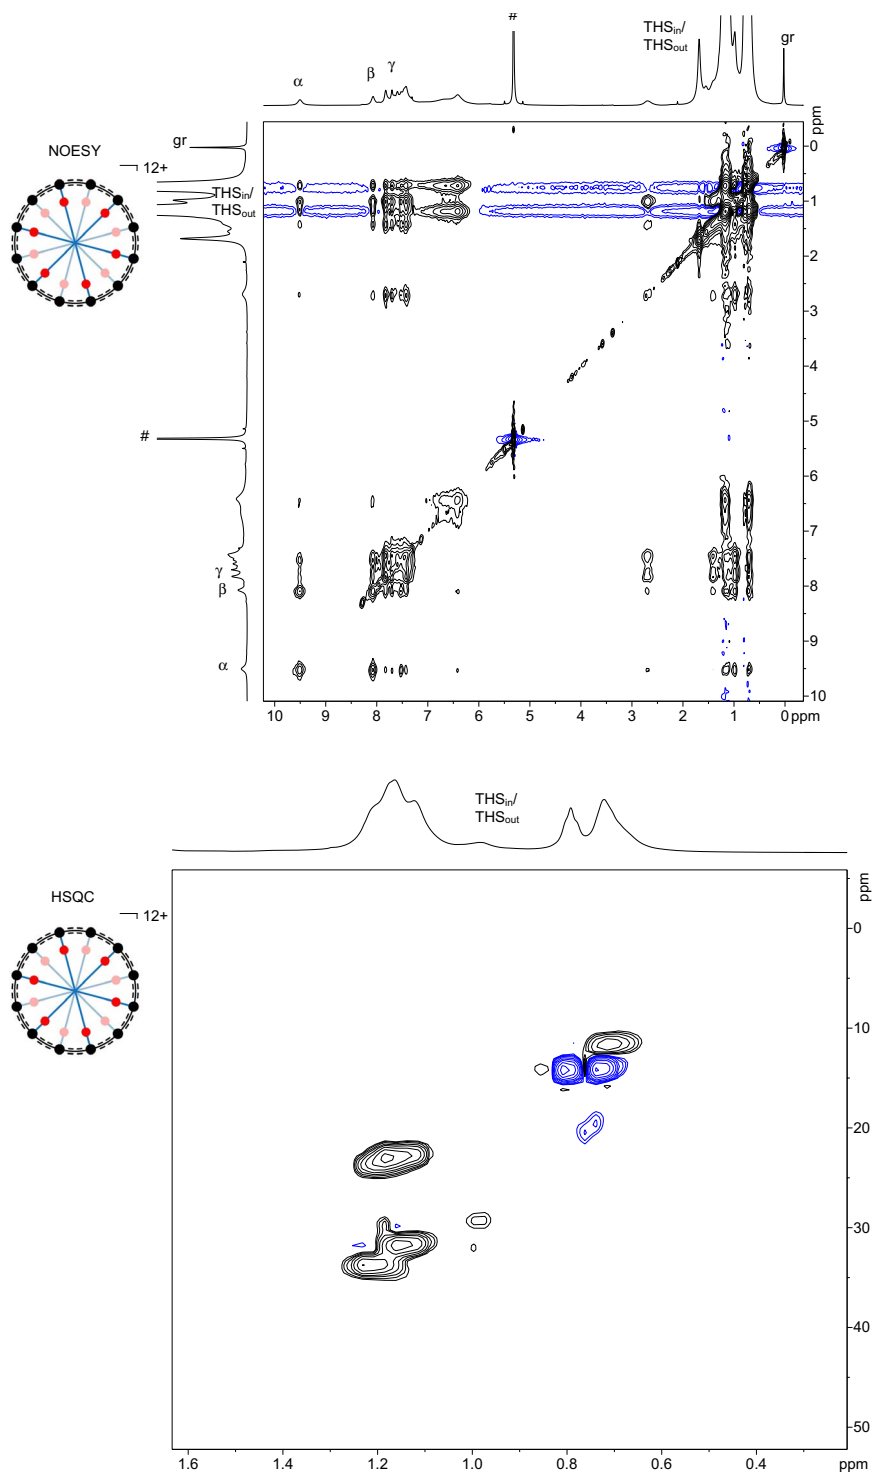 #
THSin/
THSout
gr
α
β
γ
ppm
NOESY
12+
gr
THSin/
THSout
#
γ
β
α
0
1
2
3
4
5
6
7
8
9
10
10 9 8 7 6 5 4 3 2 1 0 ppm
THSin/
THSout
HSQC
12+
ppm
0
10
20
30
40
50
1.6 1.4 1.2 1.0 0.8 0.6 0.4 ppm